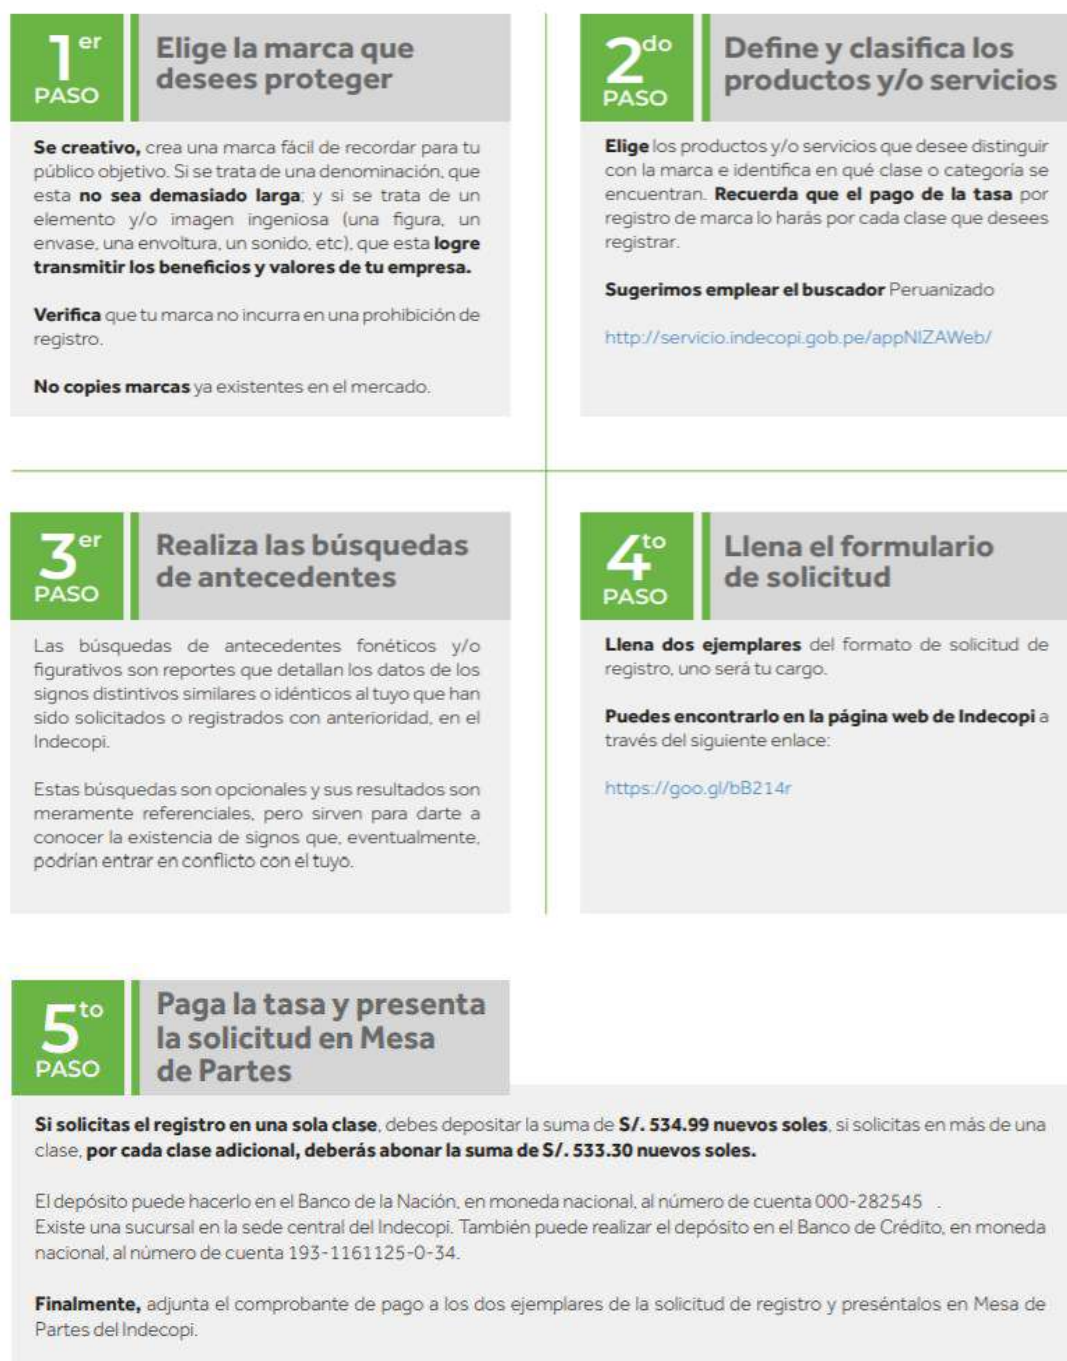 1er
PASO
Elige la marca que
desees proteger
Se creativo, crea una marca fácil de recordar para tu
público objetivo. Si se trata de una denominación, que
esta no sea demasiado larga; y si se trata de un
elemento y/o imagen ingeniosa (una figura, un
envase, una envoltura, un sonido, etc), que esta logre
transmitir los beneficios y valores de tu empresa.
Verifica que tu marca no incurra en una prohibición de
registro.
No copies marcas ya existentes en el mercado.
2do
PASO
Define y clasifica los
productos y/o servicios
Elige los productos y/o servicios que desee distinguir
con la marca e identifica en qué clase o categoría se
encuentran. Recuerda que el pago de la tasa por
registro de marca lo harás por cada clase que desees
registrar.
Sugerimos emplear el buscador Peruanizado
http://servicio.indecopi.gob.pe/appNIZAWeb/
3er
PASO
Realiza las búsquedas
de antecedentes
Las búsquedas de antecedentes fonéticos y/o
figurativos son reportes que detallan los datos de los
signos distintivos similares o idénticos al tuyo que han
sido solicitados o registrados con anterioridad, en el
Indecopi.
Estas búsquedas son opcionales y sus resultados son
meramente referenciales, pero sirven para darte a
conocer la existencia de signos que, eventualmente,
podrían entrar en conflicto con el tuyo.
4to
PASO
Llena el formulario
de solicitud
Llena dos ejemplares del formato de solicitud de
registro, uno será tu cargo.
Puedes encontrarlo en la página web de Indecopi a
través del siguiente enlace:
https://goo.gl/bB214r
5to
PASO
Paga la tasa y presenta
la solicitud en Mesa
de Partes
Si solicitas el registro en una sola clase, debes depositar la suma de S/. 534.99 nuevos soles, si solicitas en más de una
clase, por cada clase adicional, deberás abonar la suma de S/. 533.30 nuevos soles.
El depósito puede hacerlo en el Banco de la Nación, en moneda nacional, al número de cuenta 000-282545 .
Existe una sucursal en la sede central del Indecopi. También puede realizar el depósito en el Banco de Crédito, en moneda
nacional, al número de cuenta 193-1161125-0-34.
Finalmente, adjunta el comprobante de pago a los dos ejemplares de la solicitud de registro y preséntalos en Mesa de
Partes del Indecopi.